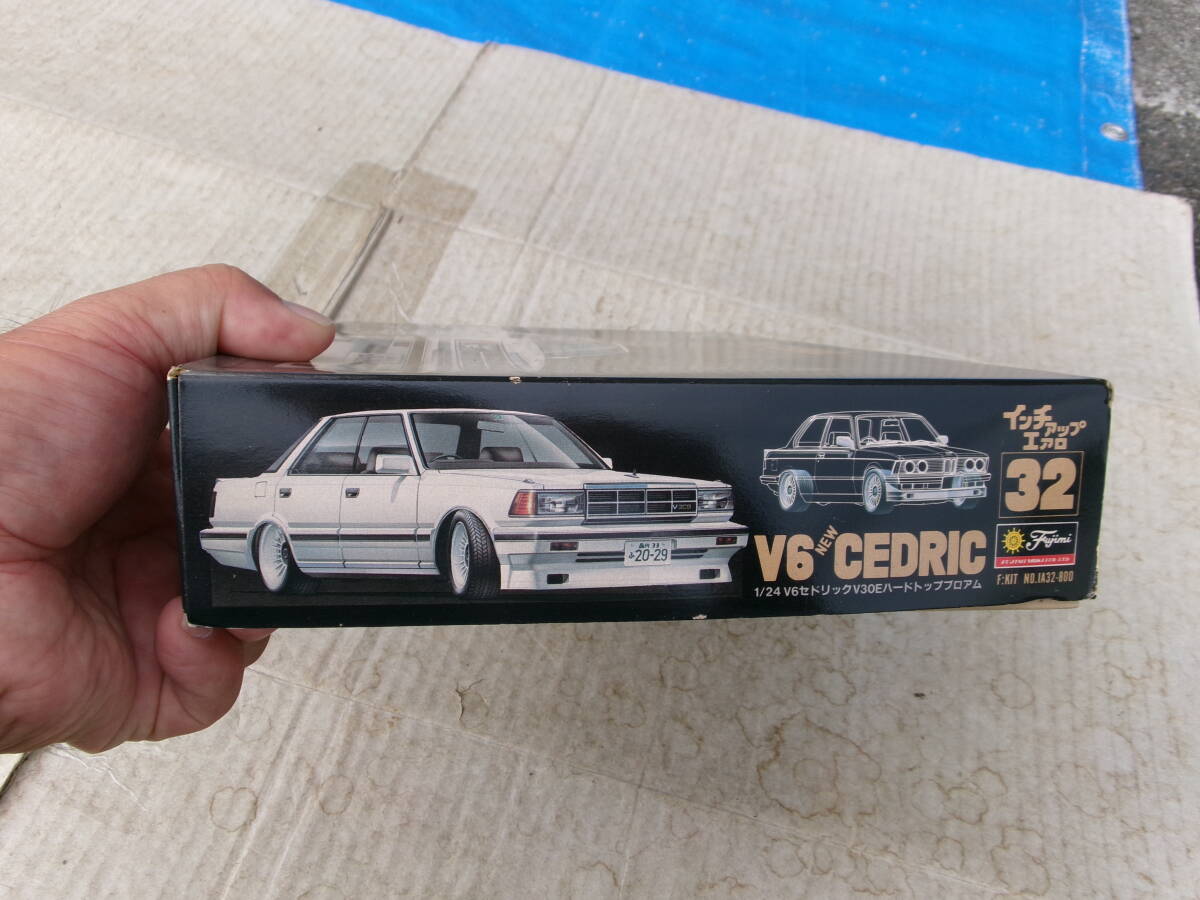 インチアップ
エアロ
32
Fujimi
F:KIT NO.IA32-800
V6 NEW CEDRIC
1/24 V6セドリックV30Eハードトップブロアム
20-29